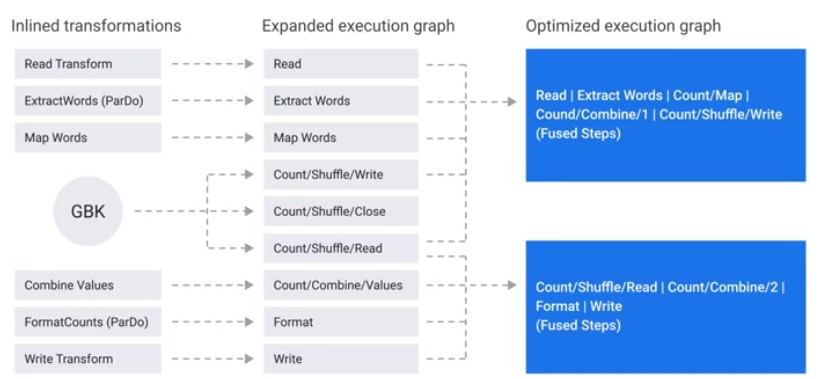 Inlined transformations
Expanded execution graph
Optimized execution graph
Read Transform
ExtractWords (ParDo)
Map Words
GBK
Combine Values
FormatCounts (ParDo)
Write Transform
Read
Extract Words
Map Words
Count/Shuffle/Write
Count/Shuffle/Close
Count/Shuffle/Read
Count/Combine/Values
Format
Write
Read | Extract Words | Count/Map |
Cound/Combine/1 | Count/Shuffle/Write
(Fused Steps)
Count/Shuffle/Read | Count/Combine/2 |
Format | Write
(Fused Steps)